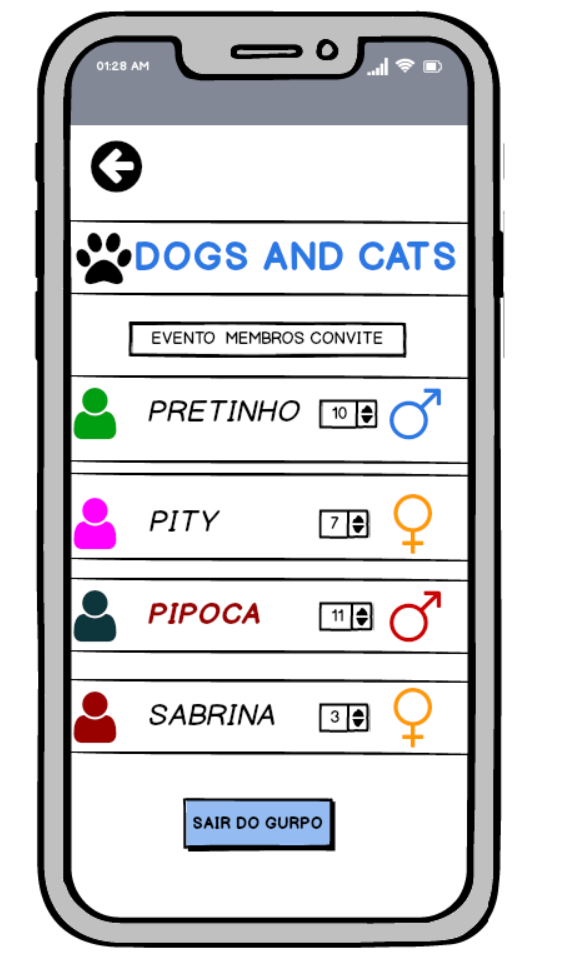 01:28 AM
DOGS AND CATS
EVENTO MEMBROS CONVITE
PRETINHO 10
PITY 7
PIPOCA 11
SABRINA 3
SAIR DO GURPO